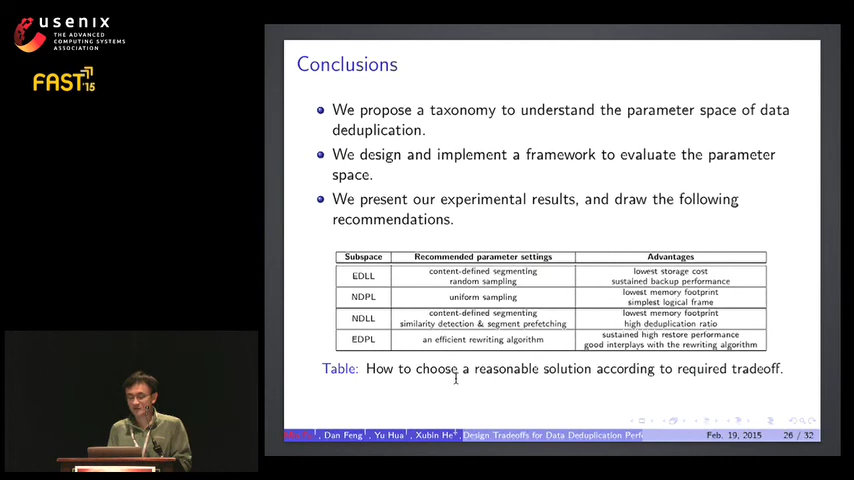 usenix
THE ADVANCED
COMPUTING SYSTEMS
ASSOCIATION
FAST '15
Conclusions
We propose a taxonomy to understand the parameter space of data
deduplication.
We design and implement a framework to evaluate the parameter
space.
We present our experimental results, and draw the following
recommendations.
Subspace Recommended parameter settings Advantages
EDLL content-defined segmenting lowest storage cost
random sampling sustained backup performance
NDPL uniform sampling lowest memory footprint
simplest logical frame
NDLL content-defined segmenting lowest memory footprint
similarity detection & segment prefetching high deduplication ratio
EDPL an efficient rewriting algorithm sustained high restore performance
good interplays with the rewriting algorithm
Table: How to choose a reasonable solution according to required tradeoff.
, Dan Feng†, Yu Hua†, Xubin He‡, Design Tradeoffs for Data Deduplication Perf Feb. 19, 2015 26 / 32